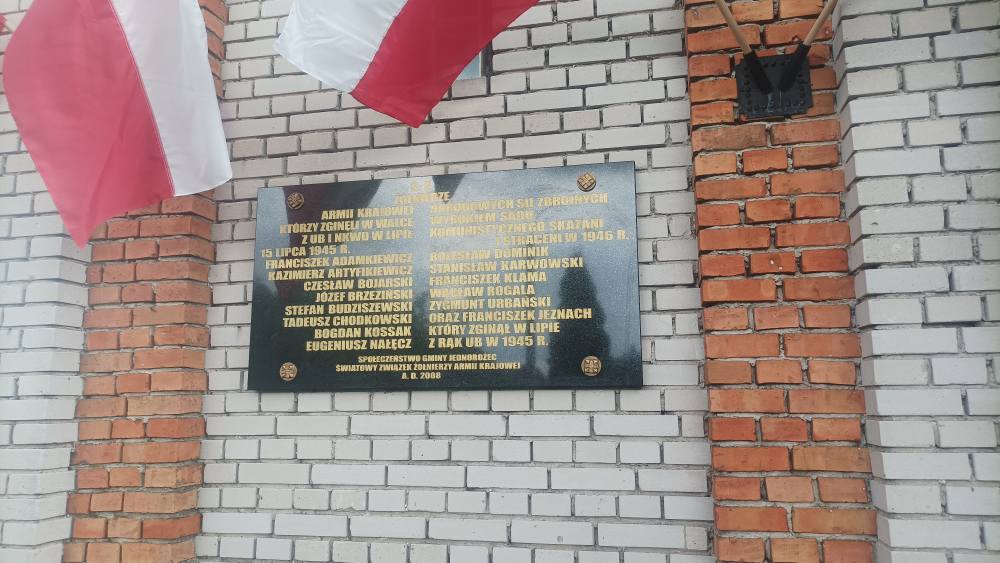 Ś. P.
ŻOŁNIERZE
ARMII KRAJOWEJ
KTÓRZY ZGINĘLI W WALCE
Z UB I NKWD W LIPIE
15 LIPCA 1945 R.
FRANCISZEK ADAMKIEWICZ
KAZIMIERZ ARTYFIKIEWICZ
CZESŁAW BOJARSKI
JÓZEF BRZEZIŃSKI
STEFAN BUDZISZEWSKI
TADEUSZ CHODKOWSKI
BOGDAN KOSSAK
EUGENIUSZ NAŁĘCZ
NARODOWYCH SIŁ ZBROJNYCH
WYROKIEM SĄDU
KOMUNISTYCZNEGO SKAZANI
I STRACENI W 1946 R.
BOLESŁAW DOMINIK
STANISŁAW KARWOWSKI
FRANCISZEK KLAMA
WACŁAW ROGALA
ZYGMUNT URBAŃSKI
ORAZ FRANCISZEK JEZNACH
KTÓRY ZGINĄŁ W LIPIE
Z RĄK UB W 1945 R.
SPOŁECZEŃSTWO GMINY JEDNOROŻEC
ŚWIATOWY ZWIĄZEK ŻOŁNIERZY ARMII KRAJOWEJ
A. D. 2008